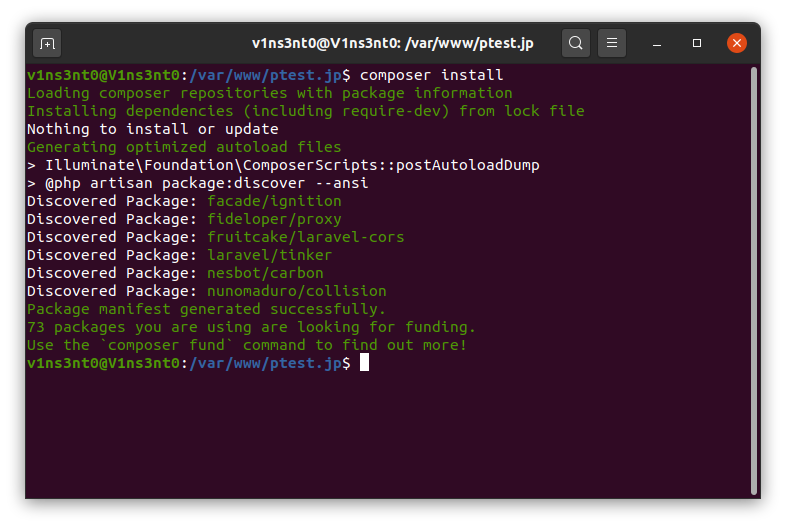 v1ns3nt0@V1ns3nt0: /var/www/ptest.jp
v1ns3nt0@V1ns3nt0:/var/www/ptest.jp$ composer install
Loading composer repositories with package information
Installing dependencies (including require-dev) from lock file
Nothing to install or update
Generating optimized autoload files
> Illuminate\Foundation\ComposerScripts::postAutoloadDump
> @php artisan package:discover --ansi
Discovered Package: facade/ignition
Discovered Package: fideloper/proxy
Discovered Package: fruitcake/laravel-cors
Discovered Package: laravel/tinker
Discovered Package: nesbot/carbon
Discovered Package: nunomaduro/collision
Package manifest generated successfully.
73 packages you are using are looking for funding.
Use the `composer fund` command to find out more!
v1ns3nt0@V1ns3nt0:/var/www/ptest.jp$